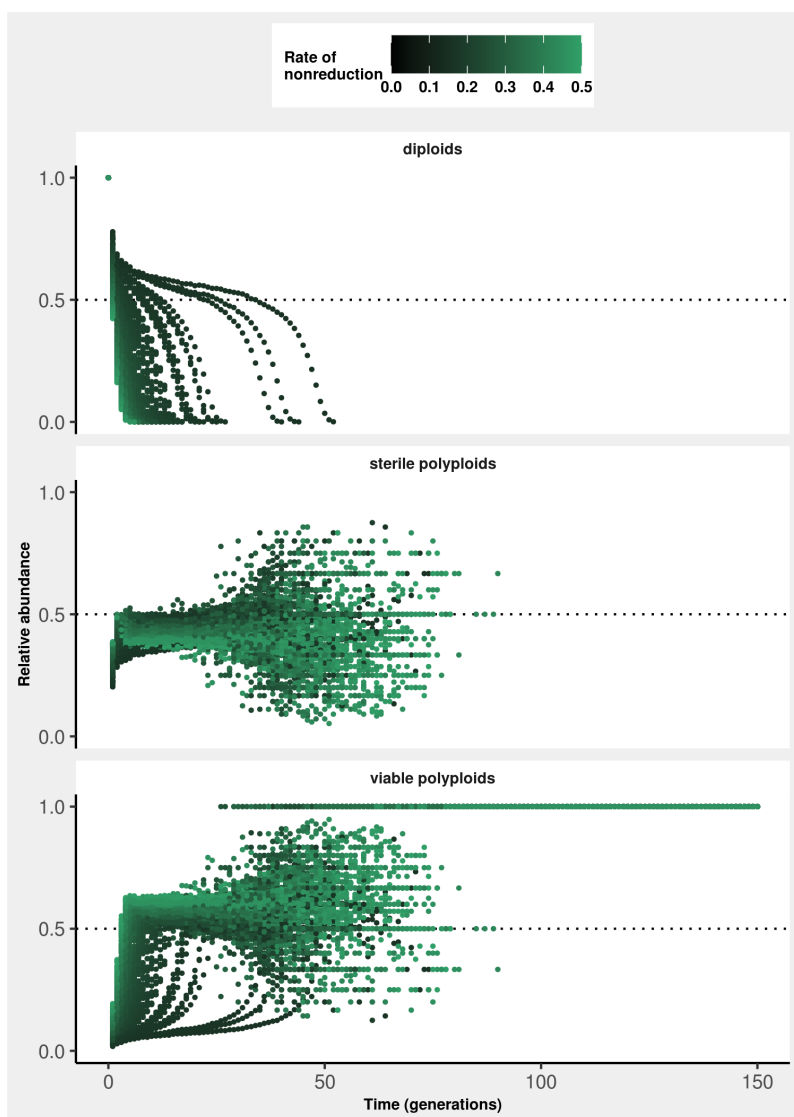 Rate of
nonreduction
0.0 0.1 0.2 0.3 0.4 0.5
diploids
1.0
0.5
0.0
sterile polyploids
1.0
0.5
0.0
Relative abundance
viable polyploids
1.0
0.5
0.0
0 50 100 150
Time (generations)